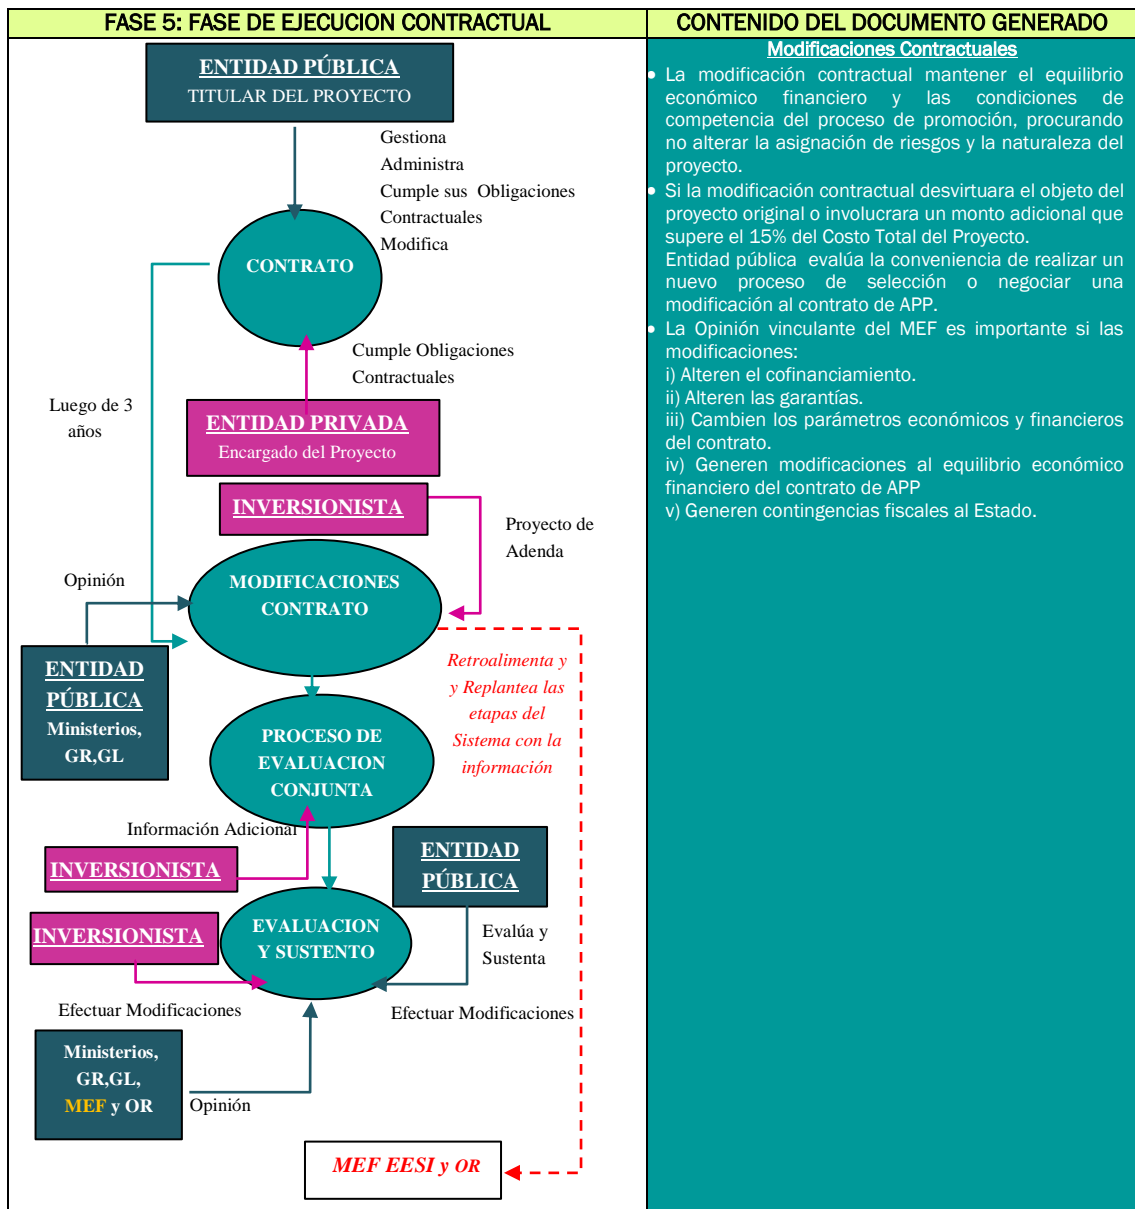 FASE 5: FASE DE EJECUCION CONTRACTUAL
ENTIDAD PÚBLICA
TITULAR DEL PROYECTO
Gestiona
Administra
Cumple sus Obligaciones
Contractuales
Modifica
CONTRATO
Cumple Obligaciones
Contractuales
Luego de 3
años
ENTIDAD PRIVADA
Encargado del Proyecto
INVERSIONISTA
Proyecto de
Adenda
Opinión
MODIFICACIONES
CONTRATO
ENTIDAD
PÚBLICA
Ministerios,
GR,GL
Retroalimenta y
y Replantea las
etapas del
Sistema con la
información
PROCESO DE
EVALUACION
CONJUNTA
Información Adicional
INVERSIONISTA
ENTIDAD
PÚBLICA
INVERSIONISTA
EVALUACION
Y SUSTENTO
Evalúa y
Sustenta
Efectuar Modificaciones
Efectuar Modificaciones
Ministerios,
GR,GL,
MEF y OR
Opinión
MEF EESI y OR
CONTENIDO DEL DOCUMENTO GENERADO
Modificaciones Contractuales
• La modificación contractual mantener el equilibrio
económico financiero y las condiciones de
competencia del proceso de promoción, procurando
no alterar la asignación de riesgos y la naturaleza del
proyecto.
• Si la modificación contractual desvirtuara el objeto del
proyecto original o involucrara un monto adicional que
supere el 15% del Costo Total del Proyecto.
Entidad pública evalúa la conveniencia de realizar un
nuevo proceso de selección o negociar una
modificación al contrato de APP.
• La Opinión vinculante del MEF es importante si las
modificaciones:
i) Alteren el cofinanciamiento.
ii) Alteren las garantías.
iii) Cambien los parámetros económicos y financieros
del contrato.
iv) Generen modificaciones al equilibrio económico
financiero del contrato de APP
v) Generen contingencias fiscales al Estado.